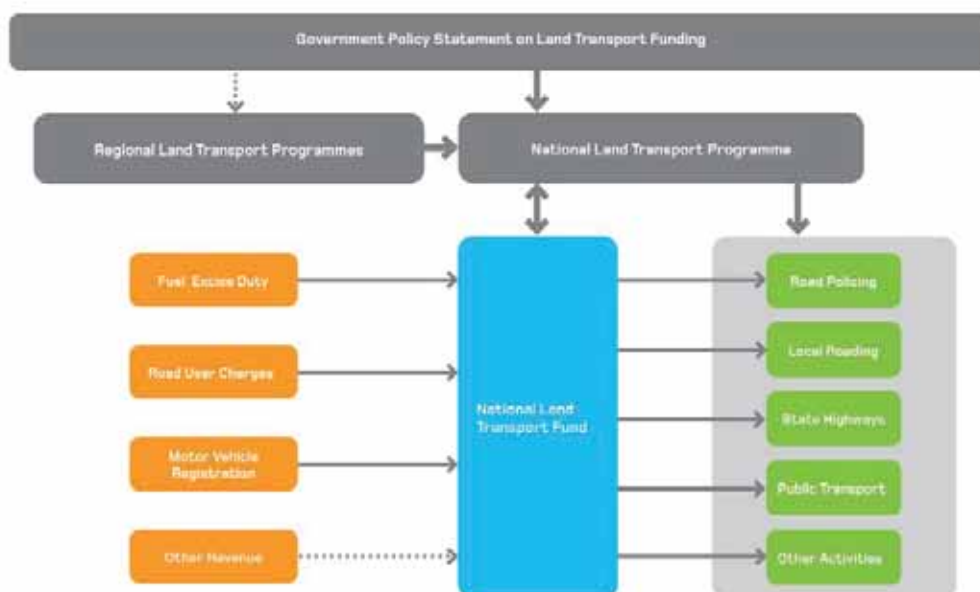 Government Policy Statement on Land Transport Funding
Regional Land Transport Programmes
National Land Transport Programme
Fuel Excise Duty
Road User Charges
Motor Vehicle
Registration
Other Revenue
National Land
Transport Fund
Road Policing
Local Roading
State Highways
Public Transport
Other Activities